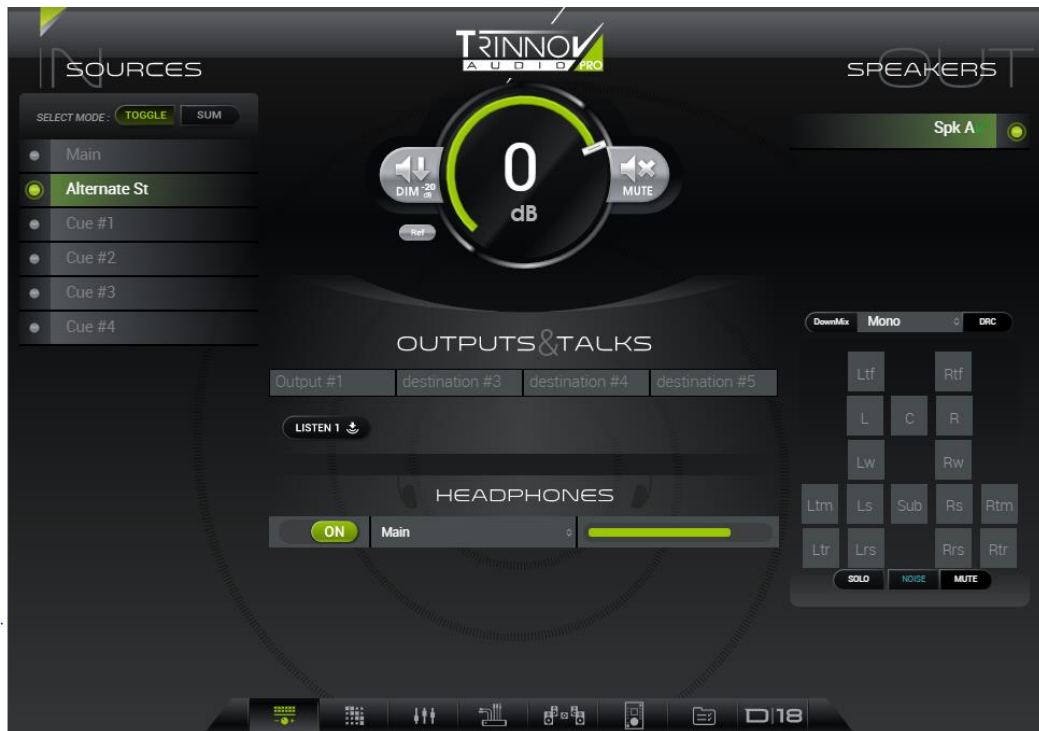 IN
SOURCES
TRINNOV
AUDIO PRO
OUT
SPEAKERS
SELECT MODE : TOGGLE SUM
Main
Alternate St
Cue #1
Cue #2
Cue #3
Cue #4
DIM -20 dB
0
dB
MUTE
Ref
Spk A
OUTPUTS&TALKS
Output #1 destination #3 destination #4 destination #5
LISTEN 1
HEADPHONES
ON Main
DownMix Mono DRC
Ltf Rtf
L C R
Lw Rw
Ltm Ls Sub Rs Rtm
Ltr Lrs Rrs Rtr
SOLO NOISE MUTE
D|18